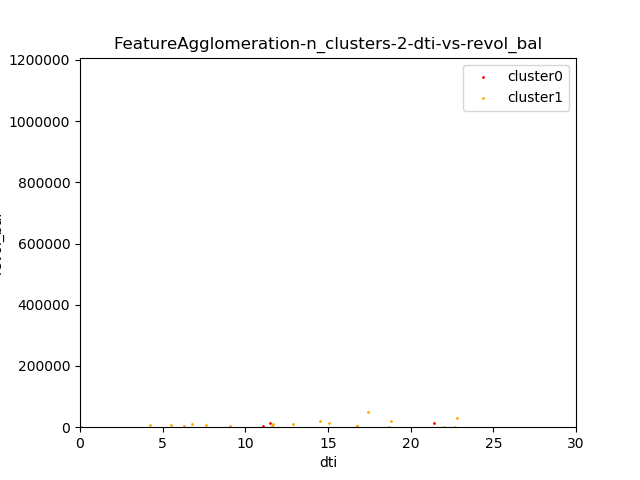 FeatureAgglomeration-n_clusters-2-dti-vs-revol_bal
cluster0
cluster1
1200000
1000000
800000
600000
400000
200000
0
0 5 10 15 20 25 30
dti